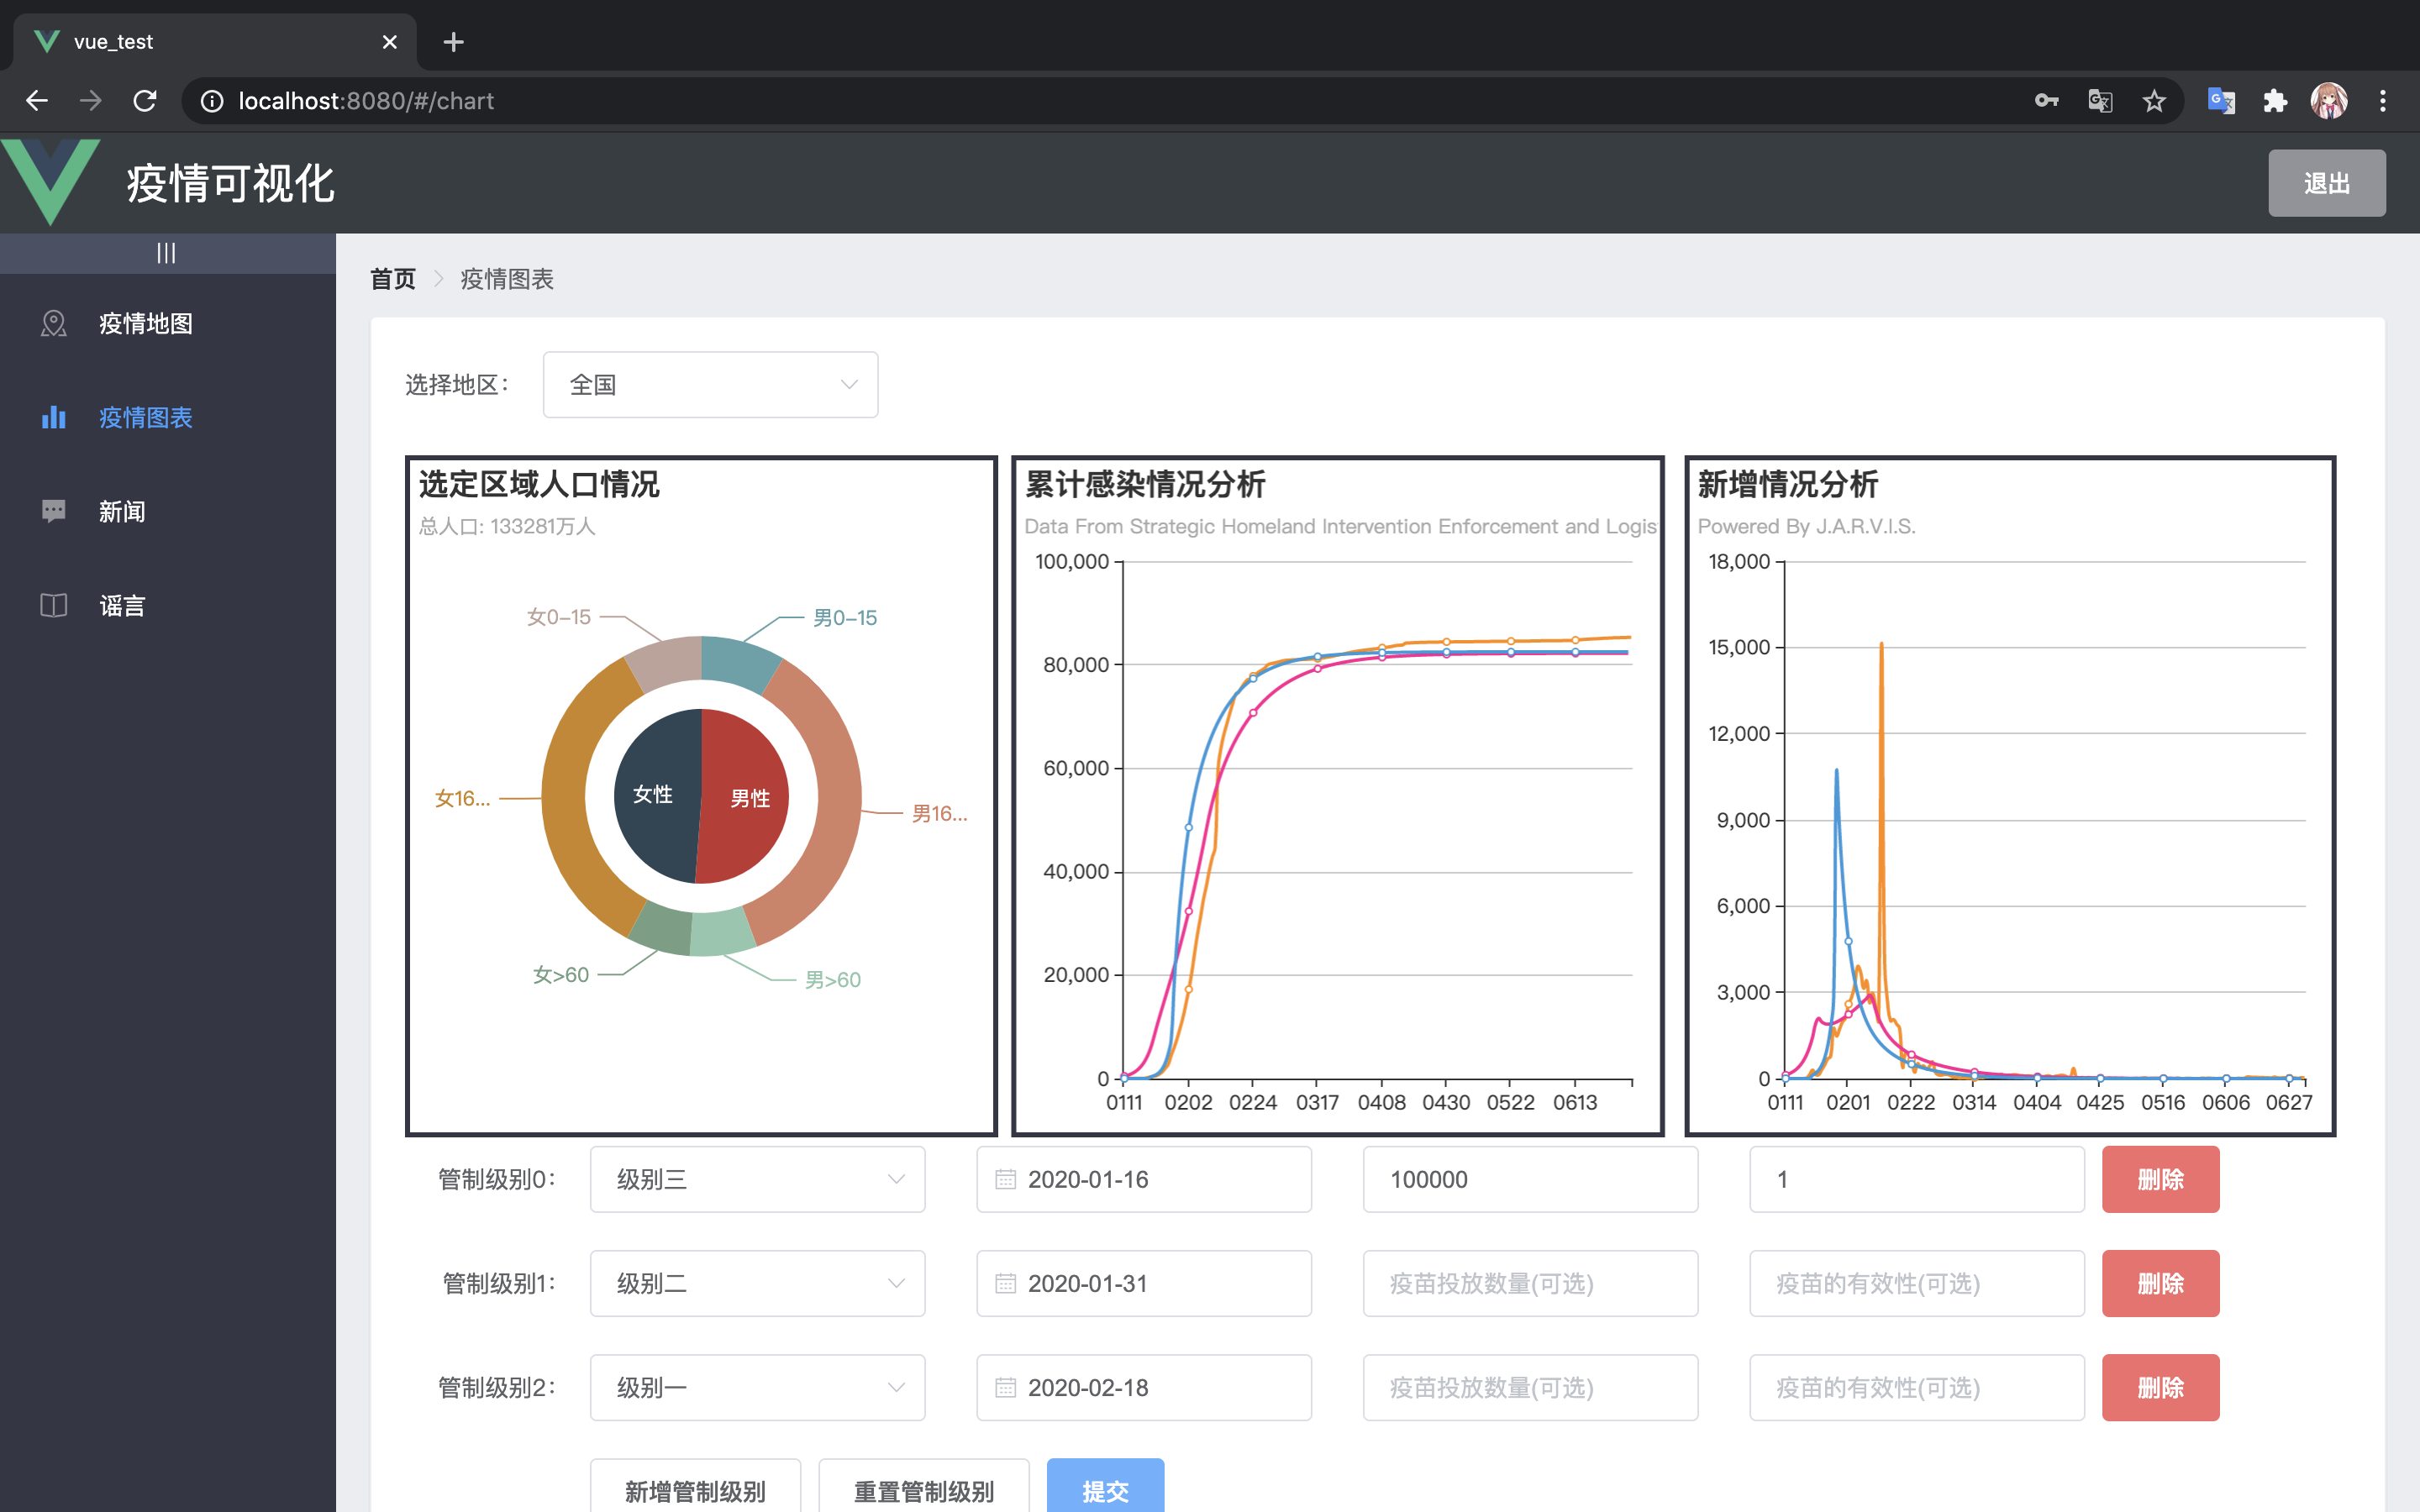 vue_test
localhost:8080/#/chart
疫情可视化
退出
首页
疫情图表
疫情地图
疫情图表
新闻
谣言
选择地区：
全国
选定区域人口情况
总人口: 133281万人
女0-15
男0-15
女16...
女性
男性
男16...
女>60
男>60
累计感染情况分析
Data From Strategic Homeland Intervention Enforcement and Logis
100,000
80,000
60,000
40,000
20,000
0
0111 0202 0224 0317 0408 0430 0522 0613
新增情况分析
Powered By J.A.R.V.I.S.
18,000
15,000
12,000
9,000
6,000
3,000
0
0111 0201 0222 0314 0404 0425 0516 0606 0627
管制级别0： 级别三 2020-01-16 100000 1 删除
管制级别1： 级别二 2020-01-31 疫苗投放数量(可选) 疫苗的有效性(可选) 删除
管制级别2： 级别一 2020-02-18 疫苗投放数量(可选) 疫苗的有效性(可选) 删除
新增管制级别 重置管制级别 提交